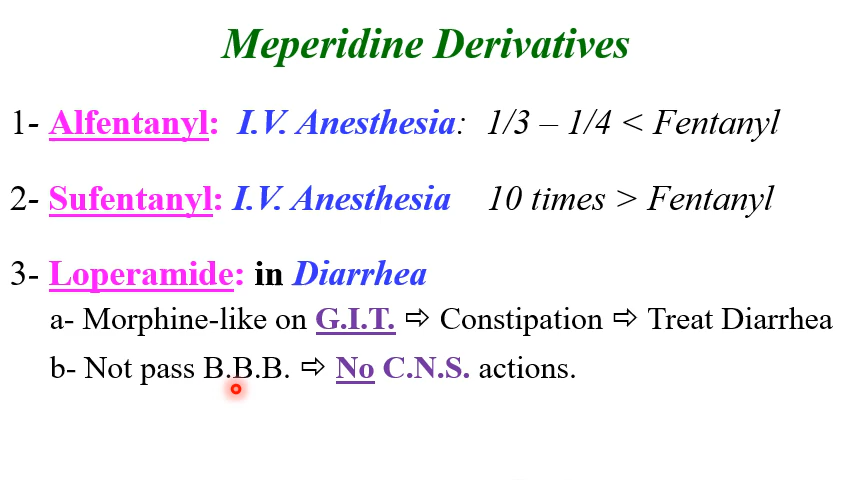 Meperidine Derivatives
1- Alfentanyl: I.V. Anesthesia: 1/3 – 1/4 < Fentanyl
2- Sufentanyl: I.V. Anesthesia 10 times > Fentanyl
3- Loperamide: in Diarrhea
a- Morphine-like on G.I.T. ⇨ Constipation ⇨ Treat Diarrhea
b- Not pass B.B.B. ⇨ No C.N.S. actions.